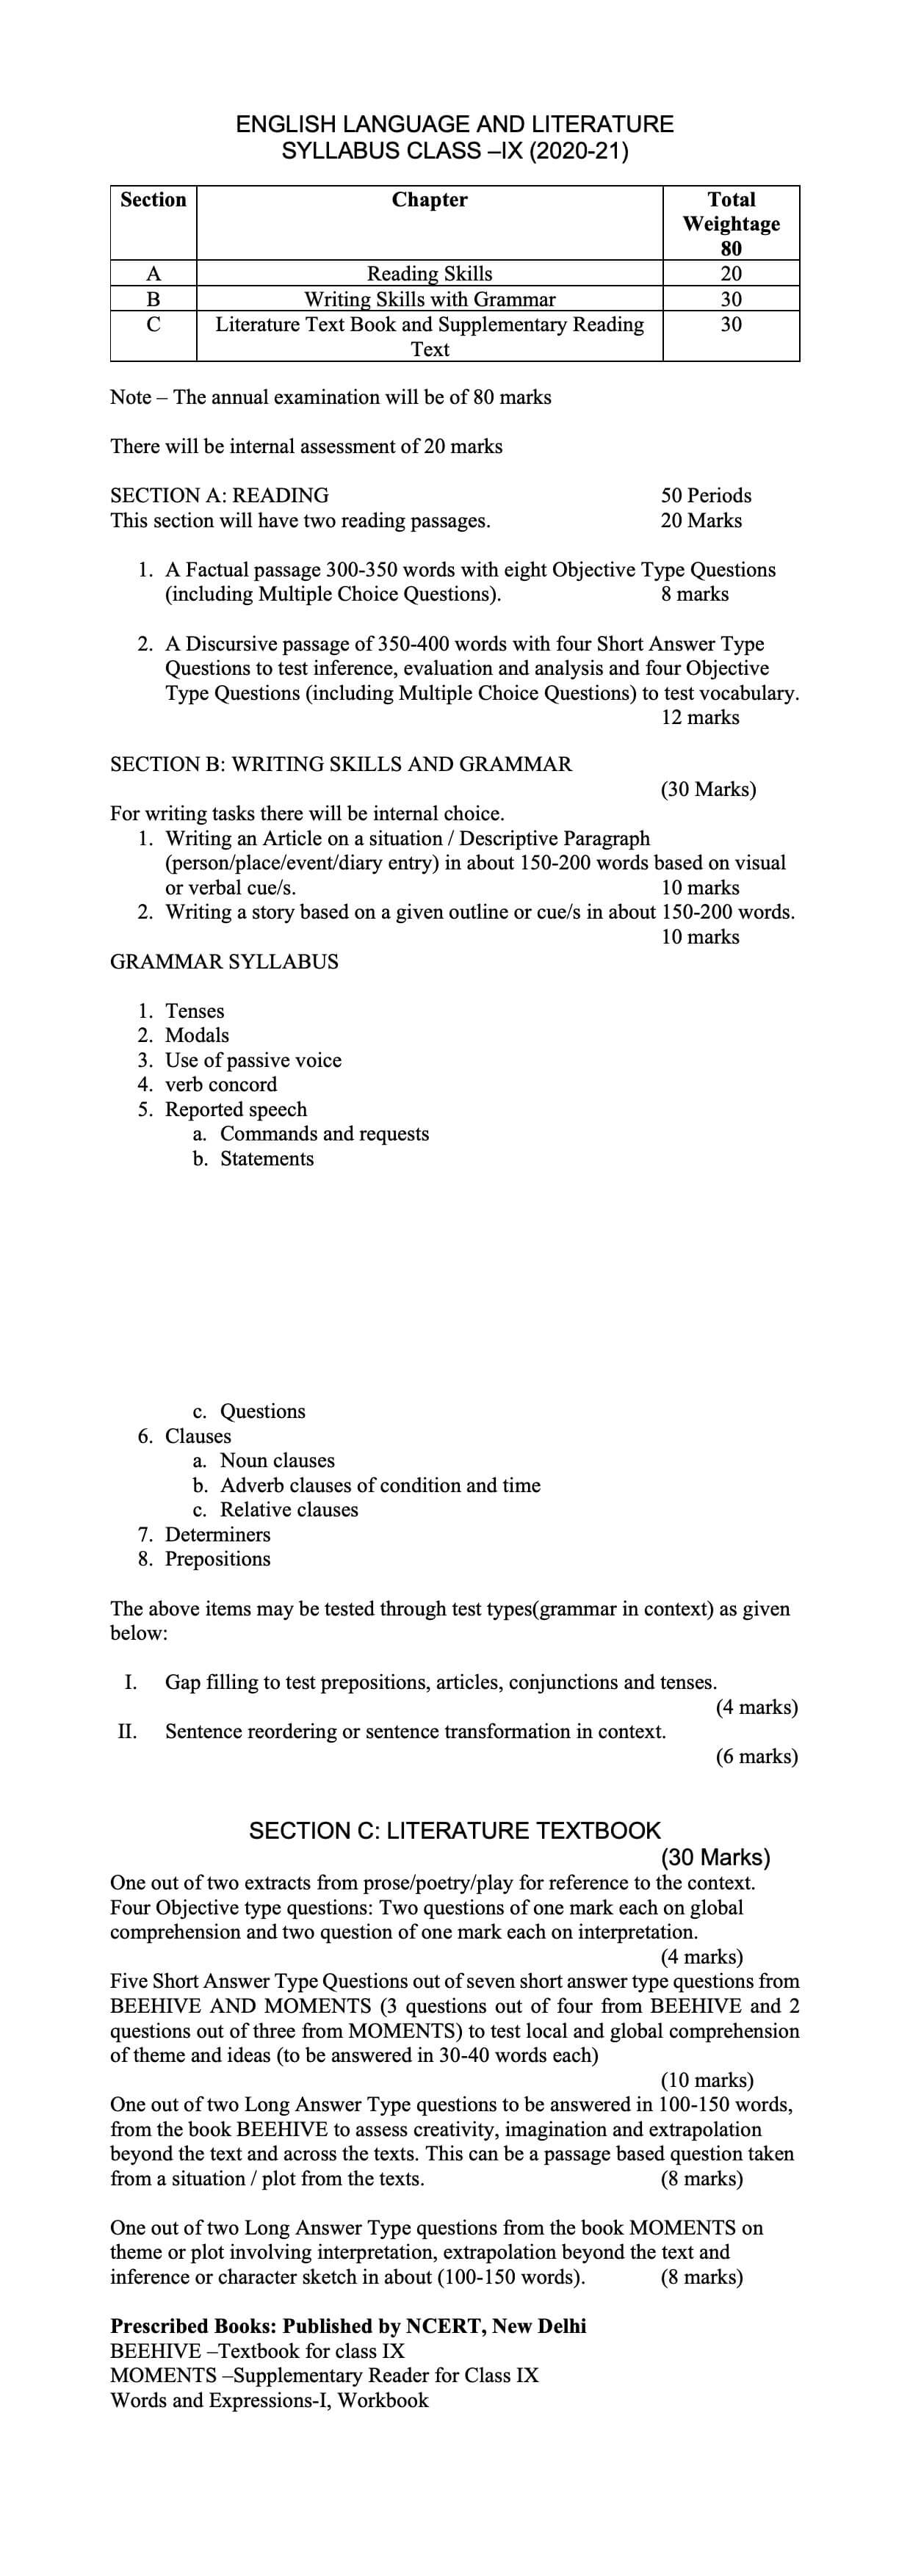 ENGLISH LANGUAGE AND LITERATURE
SYLLABUS CLASS –IX (2020-21)
Section Chapter Total
Weightage
80
A Reading Skills 20
B Writing Skills with Grammar 30
C Literature Text Book and Supplementary Reading 30
Text
Note – The annual examination will be of 80 marks
There will be internal assessment of 20 marks
SECTION A: READING 50 Periods
This section will have two reading passages. 20 Marks
1. A Factual passage 300-350 words with eight Objective Type Questions
(including Multiple Choice Questions). 8 marks
2. A Discursive passage of 350-400 words with four Short Answer Type
Questions to test inference, evaluation and analysis and four Objective
Type Questions (including Multiple Choice Questions) to test vocabulary.
12 marks
SECTION B: WRITING SKILLS AND GRAMMAR
(30 Marks)
For writing tasks there will be internal choice.
1. Writing an Article on a situation / Descriptive Paragraph
(person/place/event/diary entry) in about 150-200 words based on visual
or verbal cue/s. 10 marks
2. Writing a story based on a given outline or cue/s in about 150-200 words.
10 marks
GRAMMAR SYLLABUS
1. Tenses
2. Modals
3. Use of passive voice
4. verb concord
5. Reported speech
a. Commands and requests
b. Statements
c. Questions
6. Clauses
a. Noun clauses
b. Adverb clauses of condition and time
c. Relative clauses
7. Determiners
8. Prepositions
The above items may be tested through test types(grammar in context) as given
below:
I. Gap filling to test prepositions, articles, conjunctions and tenses.
(4 marks)
II. Sentence reordering or sentence transformation in context.
(6 marks)
SECTION C: LITERATURE TEXTBOOK
(30 Marks)
One out of two extracts from prose/poetry/play for reference to the context.
Four Objective type questions: Two questions of one mark each on global
comprehension and two question of one mark each on interpretation.
(4 marks)
Five Short Answer Type Questions out of seven short answer type questions from
BEEHIVE AND MOMENTS (3 questions out of four from BEEHIVE and 2
questions out of three from MOMENTS) to test local and global comprehension
of theme and ideas (to be answered in 30-40 words each)
(10 marks)
One out of two Long Answer Type questions to be answered in 100-150 words,
from the book BEEHIVE to assess creativity, imagination and extrapolation
beyond the text and across the texts. This can be a passage based question taken
from a situation / plot from the texts. (8 marks)
One out of two Long Answer Type questions from the book MOMENTS on
theme or plot involving interpretation, extrapolation beyond the text and
inference or character sketch in about (100-150 words). (8 marks)
Prescribed Books: Published by NCERT, New Delhi
BEEHIVE –Textbook for class IX
MOMENTS –Supplementary Reader for Class IX
Words and Expressions-I, Workbook